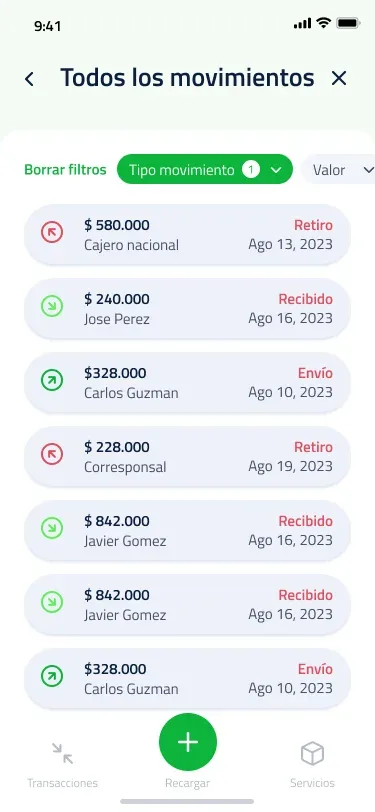 9:41
Todos los movimientos
Borrar filtros Tipo movimiento 1 Valor
$ 580.000 Retiro
Cajero nacional Ago 13, 2023
$ 240.000 Recibido
Jose Perez Ago 16, 2023
$328.000 Envío
Carlos Guzman Ago 10, 2023
$ 228.000 Retiro
Corresponsal Ago 19, 2023
$ 842.000 Recibido
Javier Gomez Ago 16, 2023
$ 842.000 Recibido
Javier Gomez Ago 16, 2023
$328.000 Envío
Carlos Guzman Ago 10, 2023
Transacciones Recargar Servicios